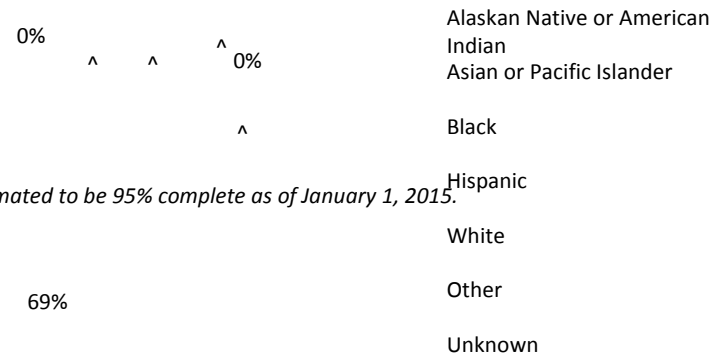 0%
^ ^ ^
0%
^
69%
Alaskan Native or American
Indian
Asian or Pacific Islander
Black
Hispanic
mated to be 95% complete as of January 1, 2015.
White
Other
Unknown